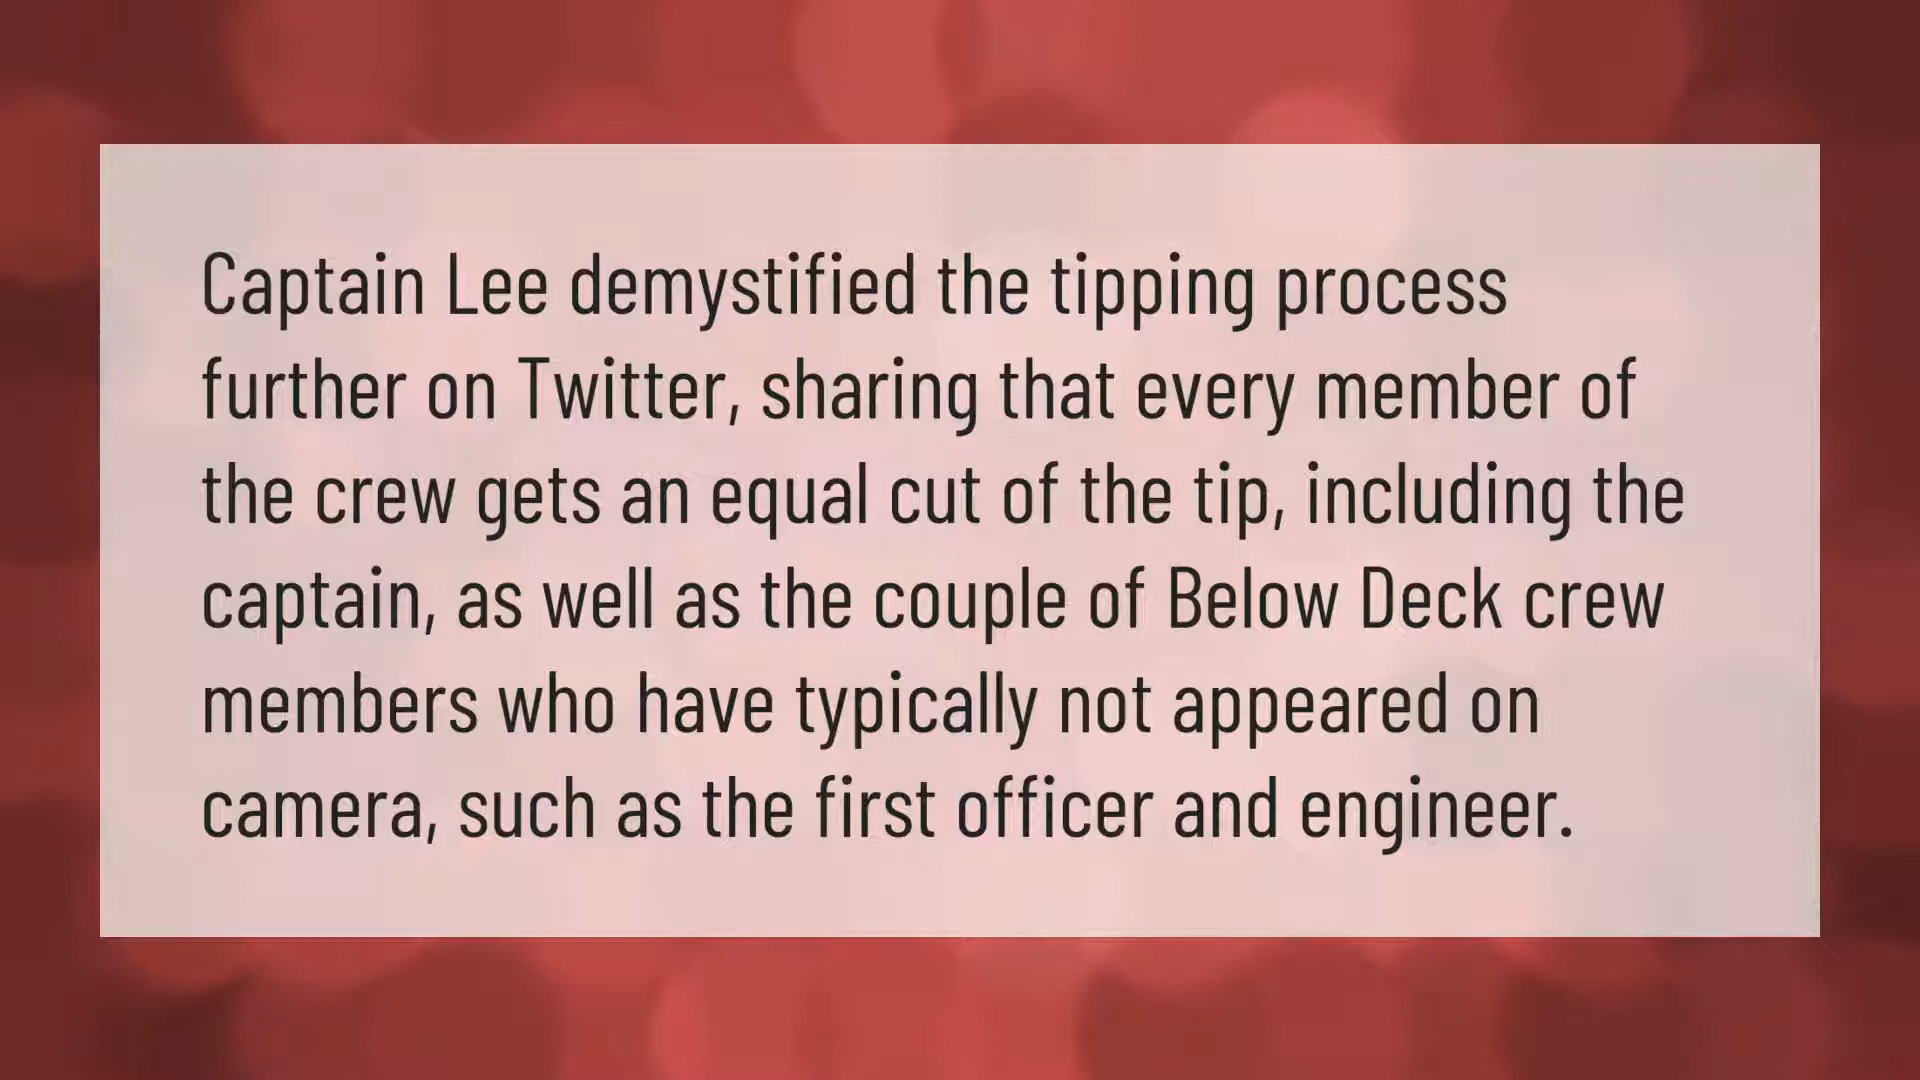 Captain Lee demystified the tipping process
further on Twitter, sharing that every member of
the crew gets an equal cut of the tip, including the
captain, as well as the couple of Below Deck crew
members who have typically not appeared on
camera, such as the first officer and engineer.